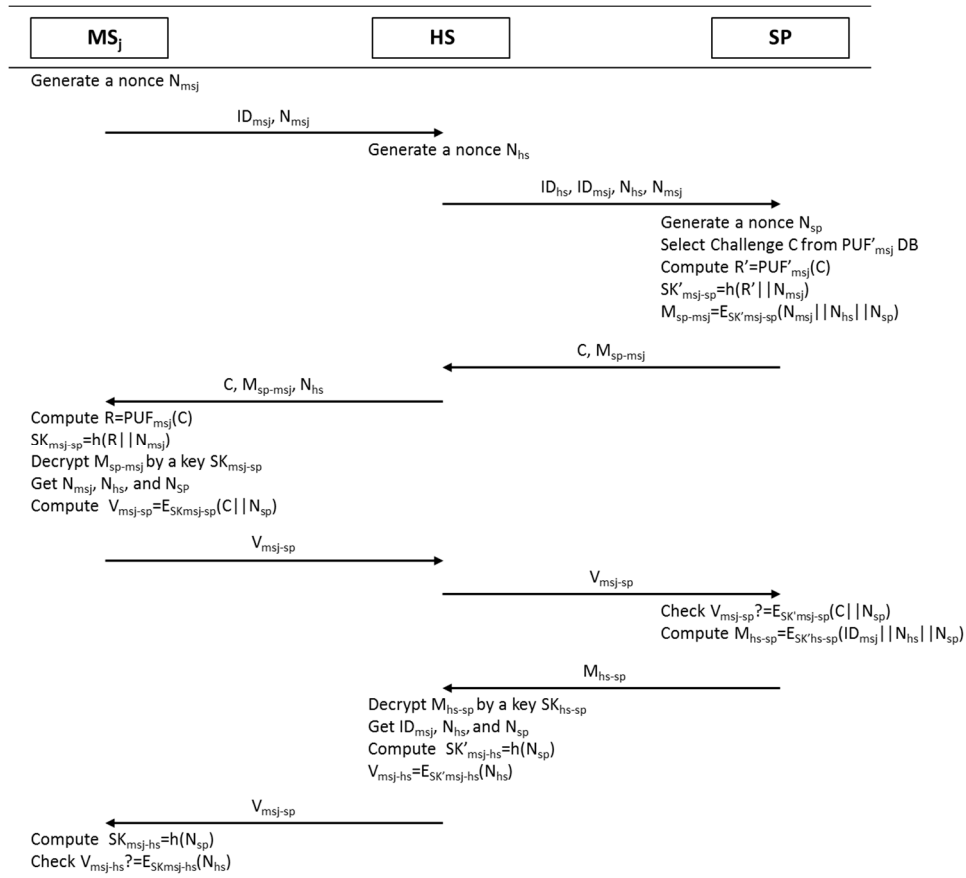 MSj HS SP
Generate a nonce Nmsj
IDmsj, Nmsj
Generate a nonce Nhs
IDhs, IDmsj, Nhs, Nmsj
Generate a nonce Nsp
Select Challenge C from PUF’msj DB
Compute R’=PUF’msj(C)
SK’msj-sp=h(R’||Nmsj)
Msp-msj=ESK’msj-sp(Nmsj||Nhs||Nsp)
C, Msp-msj
C, Msp-msj, Nhs
Compute R=PUFmsj(C)
SKmsj-sp=h(R||Nmsj)
Decrypt Msp-msj by a key SKmsj-sp
Get Nmsj, Nhs, and NSP
Compute Vmsj-sp=ESKmsj-sp(C||Nsp)
Vmsj-sp
Vmsj-sp
Check Vmsj-sp?=ESK'msj-sp(C||Nsp)
Compute Mhs-sp=ESK’hs-sp(IDmsj||Nhs||Nsp)
Mhs-sp
Decrypt Mhs-sp by a key SKhs-sp
Get IDmsj, Nhs, and Nsp
Compute SK’msj-hs=h(Nsp)
Vmsj-hs=ESK’msj-hs(Nhs)
Vmsj-sp
Compute SKmsj-hs=h(Nsp)
Check Vmsj-hs?=ESKmsj-hs(Nhs)